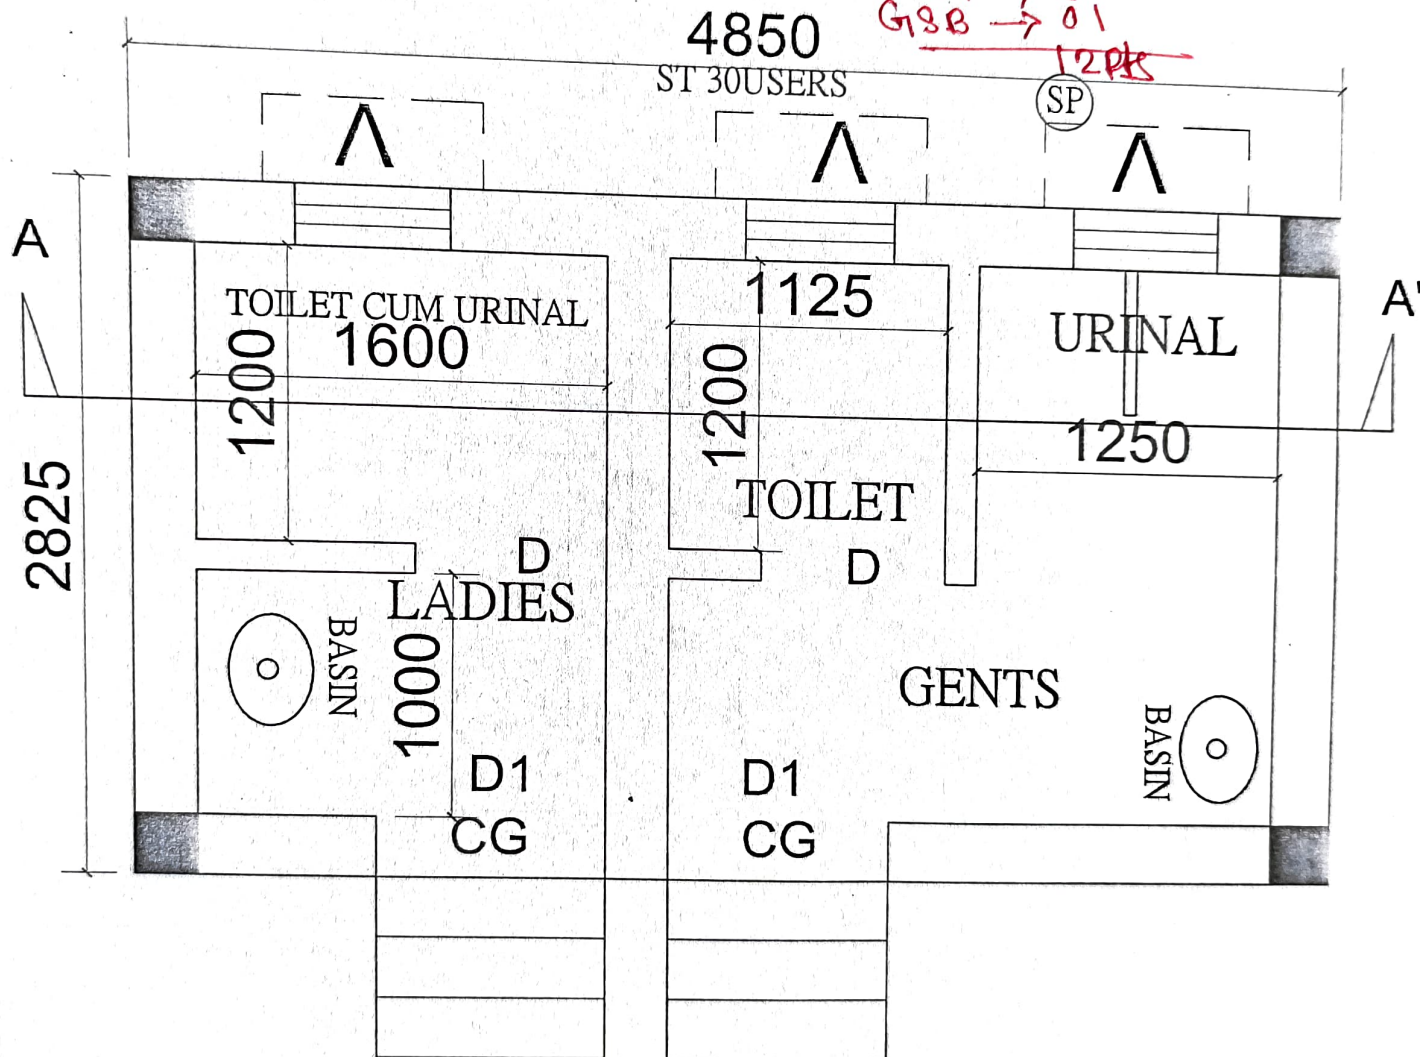 GSB → 01
12Pts
4850
ST 30USERS
SP
V
V
V
A
A'
TOILET CUM URINAL
1600
1200
1125
1200
URINAL
1250
TOILET
2825
D
D
LADIES
BASIN
1000
GENTS
BASIN
D1
CG
D1
CG